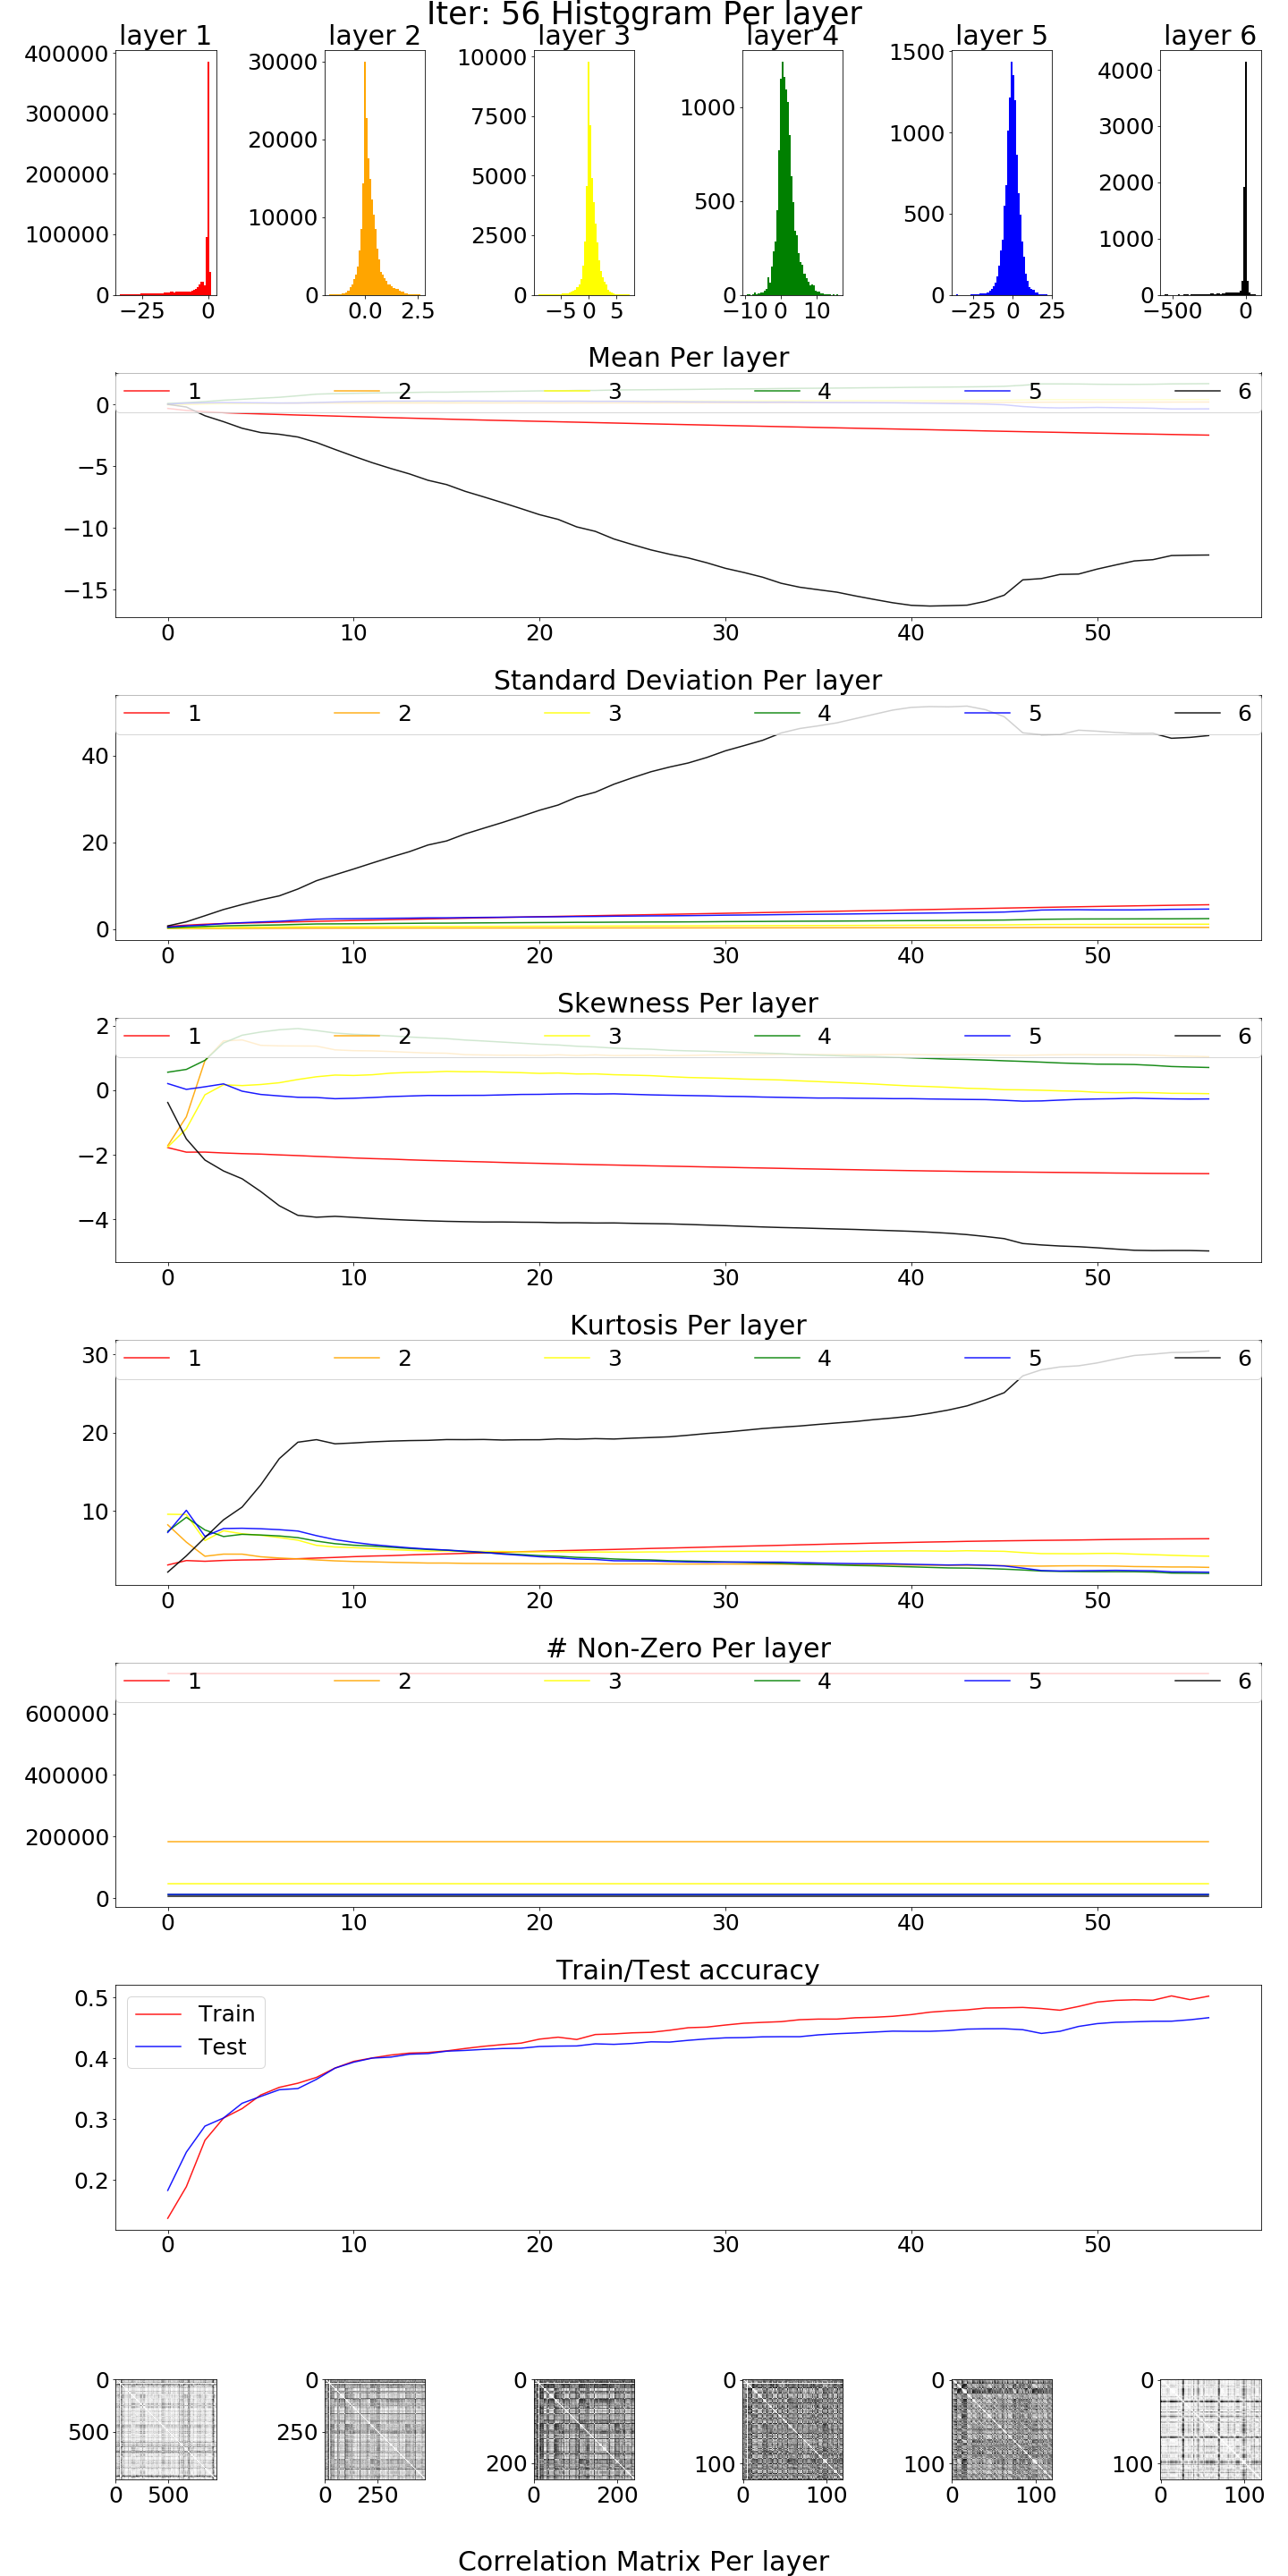 Iter: 56 Histogram Per layer
layer 1 layer 2 layer 3 layer 4 layer 5 layer 6
400000
300000
200000
100000
0
−25 0
30000
20000
10000
0
0.0 2.5
10000
7500
5000
2500
0
−5 0 5
1000
500
0
−10 0 10
1500
1000
500
0
−25 0 25
4000
3000
2000
1000
0
−500 0
Mean Per layer
1 2 3 4 5 6
0
−5
−10
−15
0 10 20 30 40 50
Standard Deviation Per layer
1 2 3 4 5 6
40
20
0
0 10 20 30 40 50
Skewness Per layer
1 2 3 4 5 6
2
0
−2
−4
0 10 20 30 40 50
Kurtosis Per layer
1 2 3 4 5 6
30
20
10
0 10 20 30 40 50
# Non-Zero Per layer
1 2 3 4 5 6
600000
400000
200000
0
0 10 20 30 40 50
Train/Test accuracy
Train
Test
0.5
0.4
0.3
0.2
0 10 20 30 40 50
0
500
0 500
0
250
0 250
0
200
0 200
0
100
0 100
0
100
0 100
0
100
0 100
Correlation Matrix Per layer